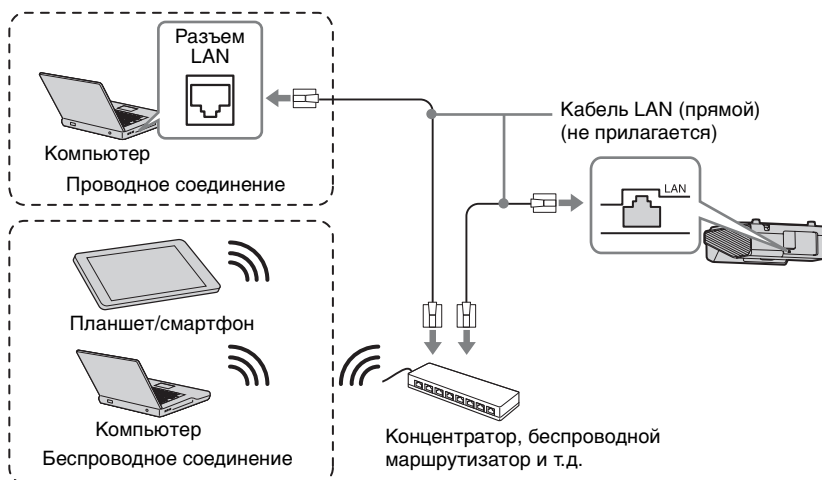 Разъем
LAN
Компьютер
Проводное соединение
Кабель LAN (прямой)
(не прилагается)
LAN
Планшет/смартфон
Компьютер
Беспроводное соединение
Концентратор, беспроводной
маршрутизатор и т.д.